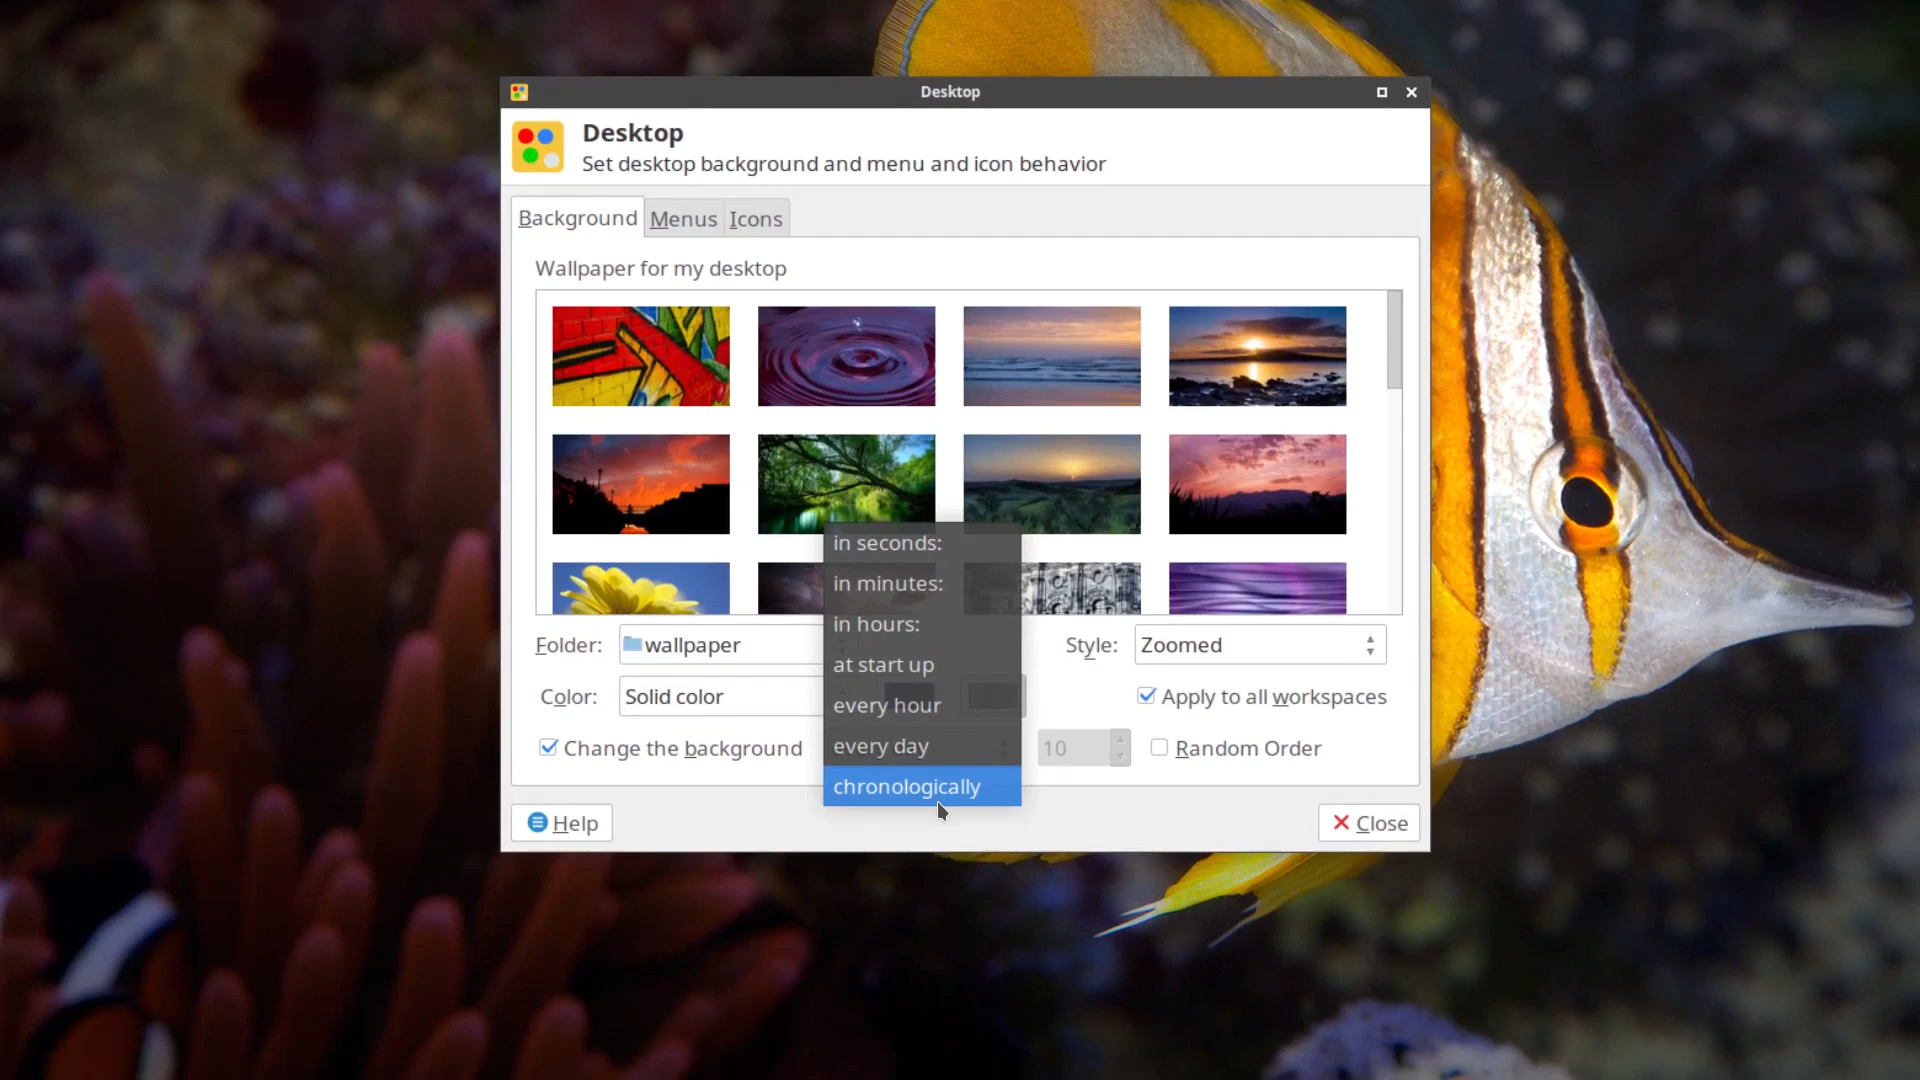 Desktop
Desktop
Set desktop background and menu and icon behavior
Background Menus Icons
Wallpaper for my desktop
in seconds:
in minutes:
in hours:
at start up
every hour
every day
chronologically
Folder: wallpaper Style: Zoomed
Color: Solid color Apply to all workspaces
Change the background 10 Random Order
Help Close